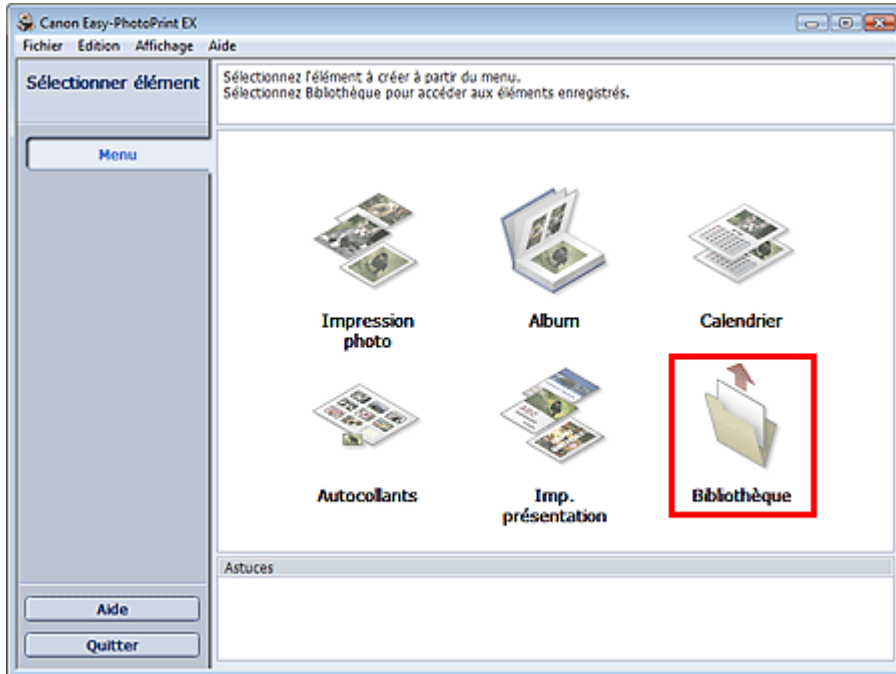 Canon Easy-PhotoPrint EX
Fichier Edition Affichage Aide
Sélectionner élément
Sélectionnez l'élément à créer à partir du menu.
Sélectionnez Bibliothèque pour accéder aux éléments enregistrés.
Menu
Impression
photo
Album
Calendrier
Autocollants
Imp.
présentation
Bibliothèque
Astuces
Aide
Quitter